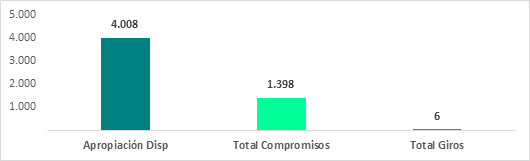 5.000
4.000
3.000
2.000
1.000
4.008
1.398
6
Apropiación Disp
Total Compromisos
Total Giros